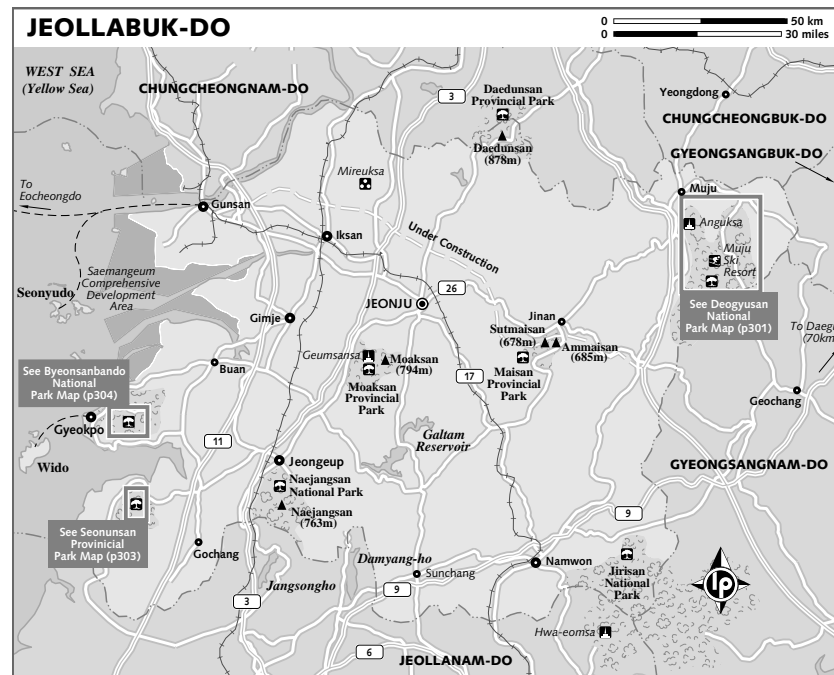 JEOLLABUK-DO
0 50 km
0 30 miles
WEST SEA
(Yellow Sea)
CHUNGCHEONGNAM-DO
3
Daedunsan
Provincial Park
Daedunsan
(878m)
Yeongdong
CHUNGCHEONGBUK-DO
GYEONGSANGBUK-DO
To
Eocheongdo
Mireuksa
Muju
Gunsan
Anguksa
Iksan
Under Construction
Muju
Ski
Resort
Saemangeum
Comprehensive
Development
Area
Seonyudo
26
JEONJU
See Deogyusan
National
Park Map (p301)
Gimje
Jinan
Sutmaisan
(678m)
Ammaisan
(685m)
To Daegu
(70km)
Geumsansa
Moaksan
(794m)
Moaksan
Provincial
Park
Maisan
Provincial
Park
Buan
See Byeonsanbando
National
Park Map (p304)
17
Geochang
Gyeokpo
11
Galtam
Reservoir
Wido
Jeongeup
GYEONGSANGNAM-DO
Naejangsan
National Park
Naejangsan
(763m)
9
See Seonunsan
Provinicial
Park Map (p303)
Gochang
Damyang-ho
Namwon
Jirisan
National
Park
lp
Jangsongho
Sunchang
9
3
Hwa-eomsa
6
JEOLLANAM-DO